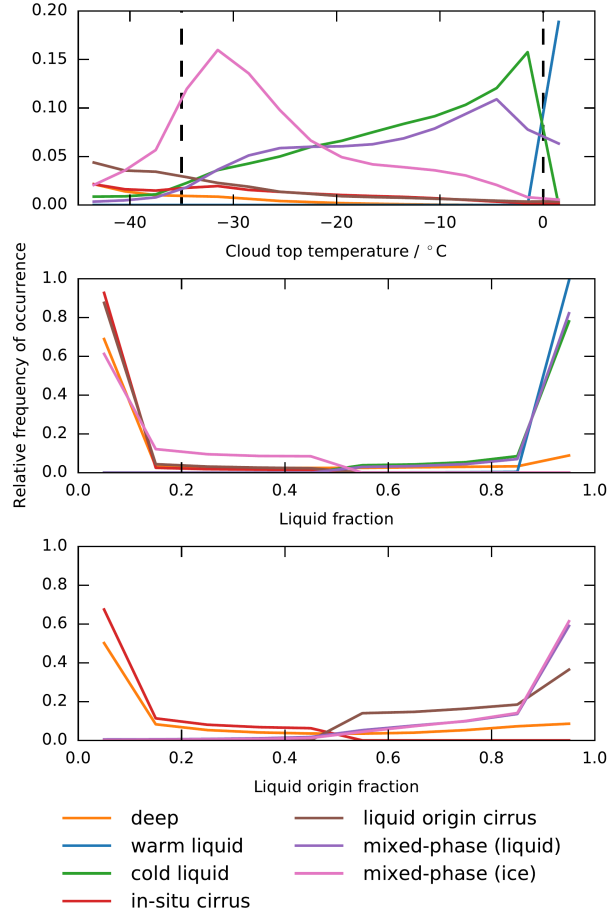 0.20
0.15
0.10
0.05
0.00
−40 −30 −20 −10 0
Cloud top temperature / °C
Relative frequency of occurrence
1.0
0.8
0.6
0.4
0.2
0.0
0.0 0.2 0.4 0.6 0.8 1.0
Liquid fraction
1.0
0.8
0.6
0.4
0.2
0.0
0.0 0.2 0.4 0.6 0.8 1.0
Liquid origin fraction
deep
warm liquid
cold liquid
in-situ cirrus
liquid origin cirrus
mixed-phase (liquid)
mixed-phase (ice)